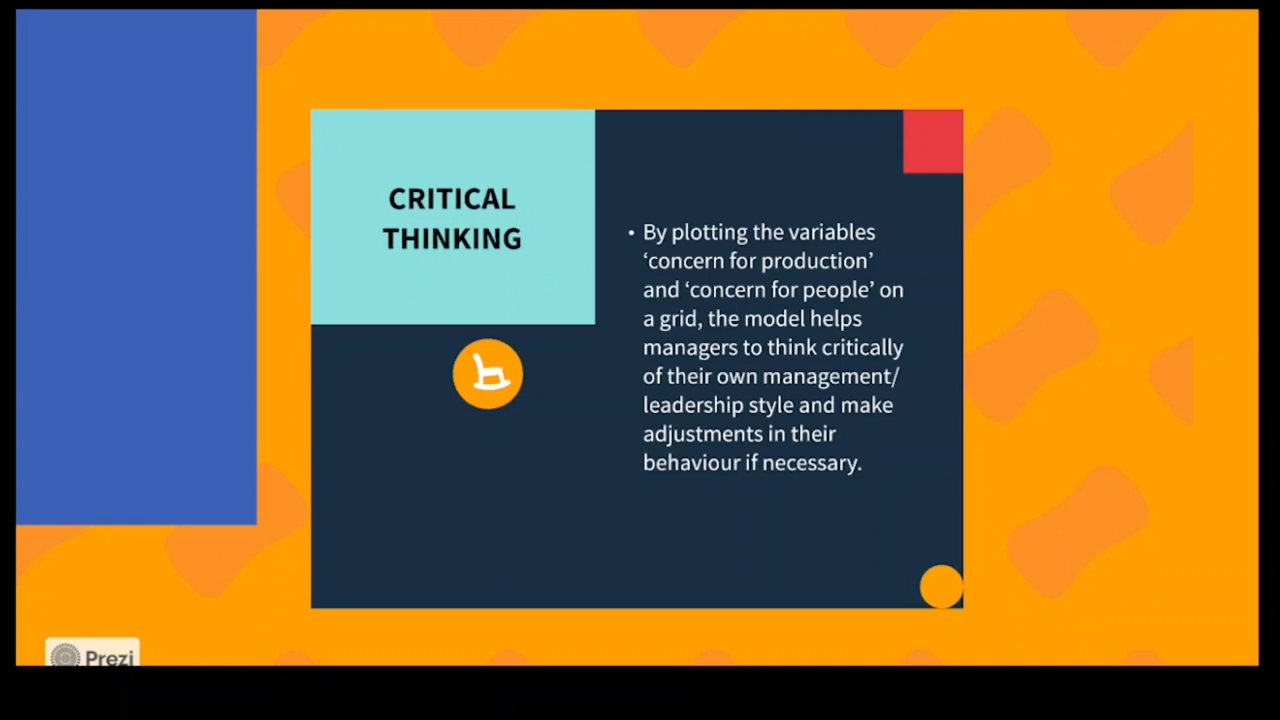 CRITICAL
THINKING
• By plotting the variables
‘concern for production’
and ‘concern for people’ on
a grid, the model helps
managers to think critically
of their own management/
leadership style and make
adjustments in their
behaviour if necessary.
Prezi